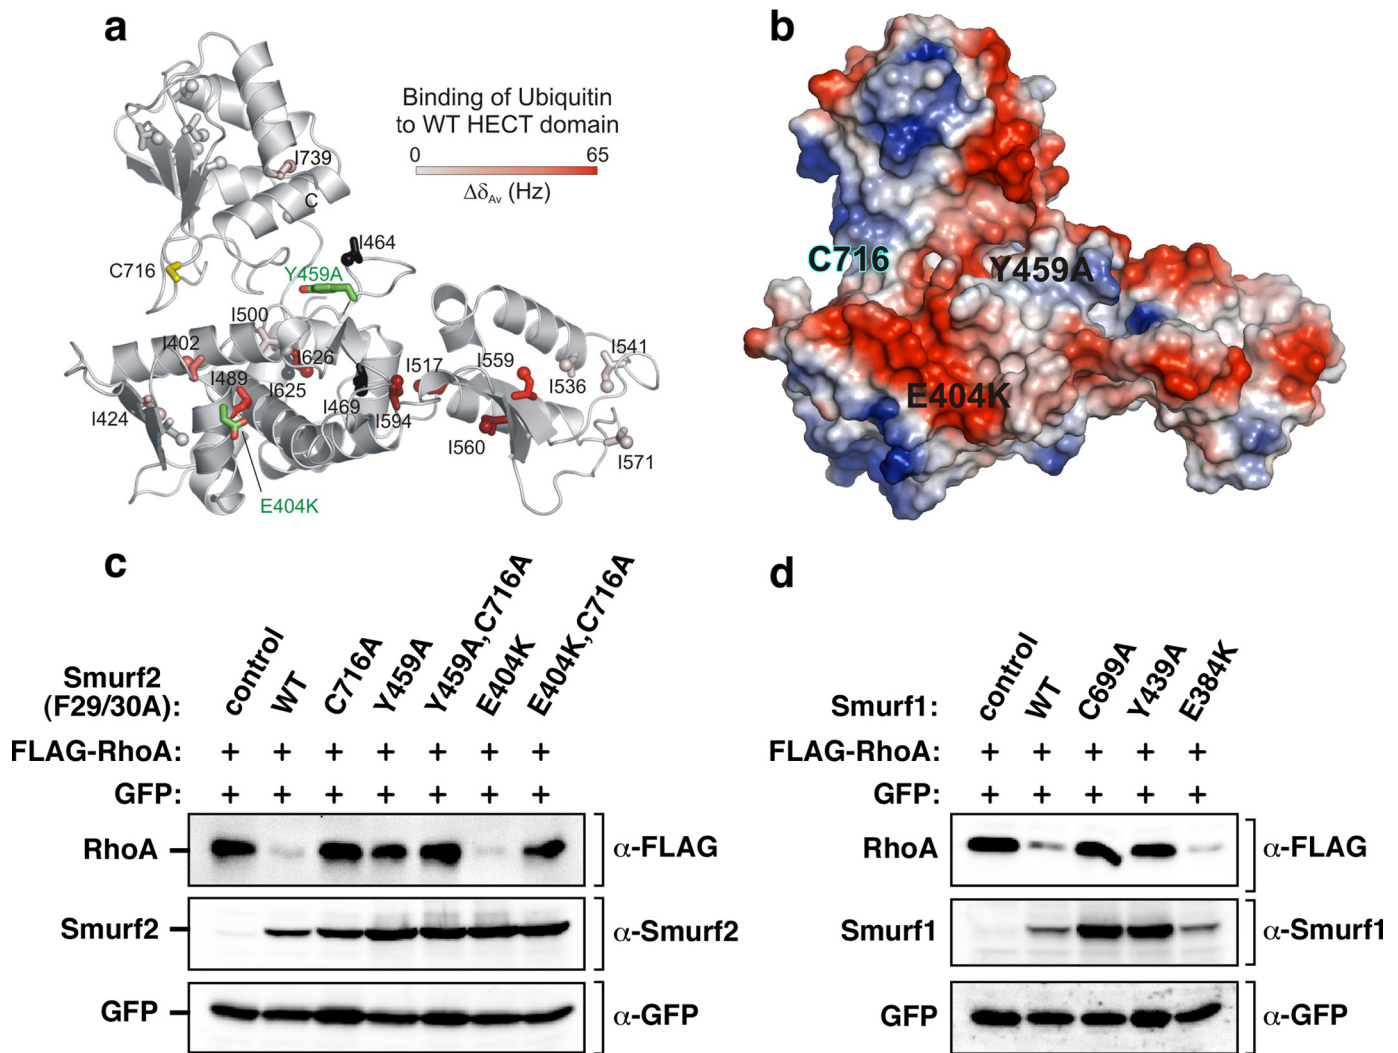 a
Binding of Ubiquitin
to WT HECT domain
0 65
ΔδAv (Hz)
I739
C
I464
C716
Y459A
I500
I402
I626
I517
I559
I541
I489
I625
I536
I424
I469
I594
I560
I571
E404K
b
C716
Y459A
E404K
c
Smurf2
(F29/30A):
control
WT
C716A
Y459A
Y459A,C716A
E404K
E404K,C716A
FLAG-RhoA: + + + + + + +
GFP: + + + + + + +
RhoA α-FLAG
Smurf2 α-Smurf2
GFP α-GFP
d
Smurf1:
control
WT
C699A
Y439A
E384K
FLAG-RhoA: + + + + +
GFP: + + + + +
RhoA α-FLAG
Smurf1 α-Smurf1
GFP α-GFP